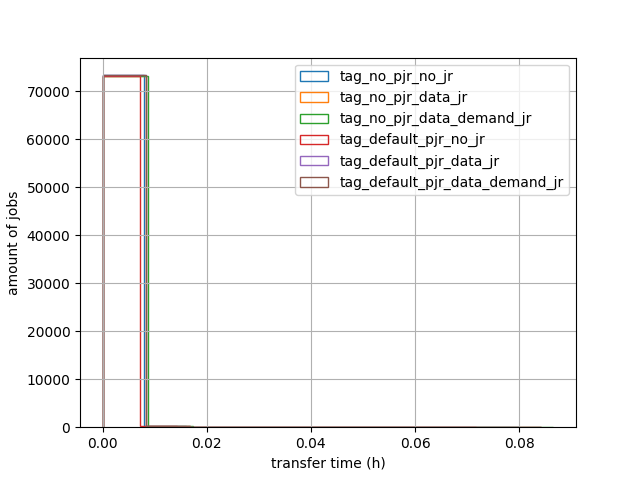 tag_no_pjr_no_jr
tag_no_pjr_data_jr
tag_no_pjr_data_demand_jr
tag_default_pjr_no_jr
tag_default_pjr_data_jr
tag_default_pjr_data_demand_jr
70000
60000
50000
40000
30000
20000
10000
0
amount of jobs
0.00 0.02 0.04 0.06 0.08
transfer time (h)